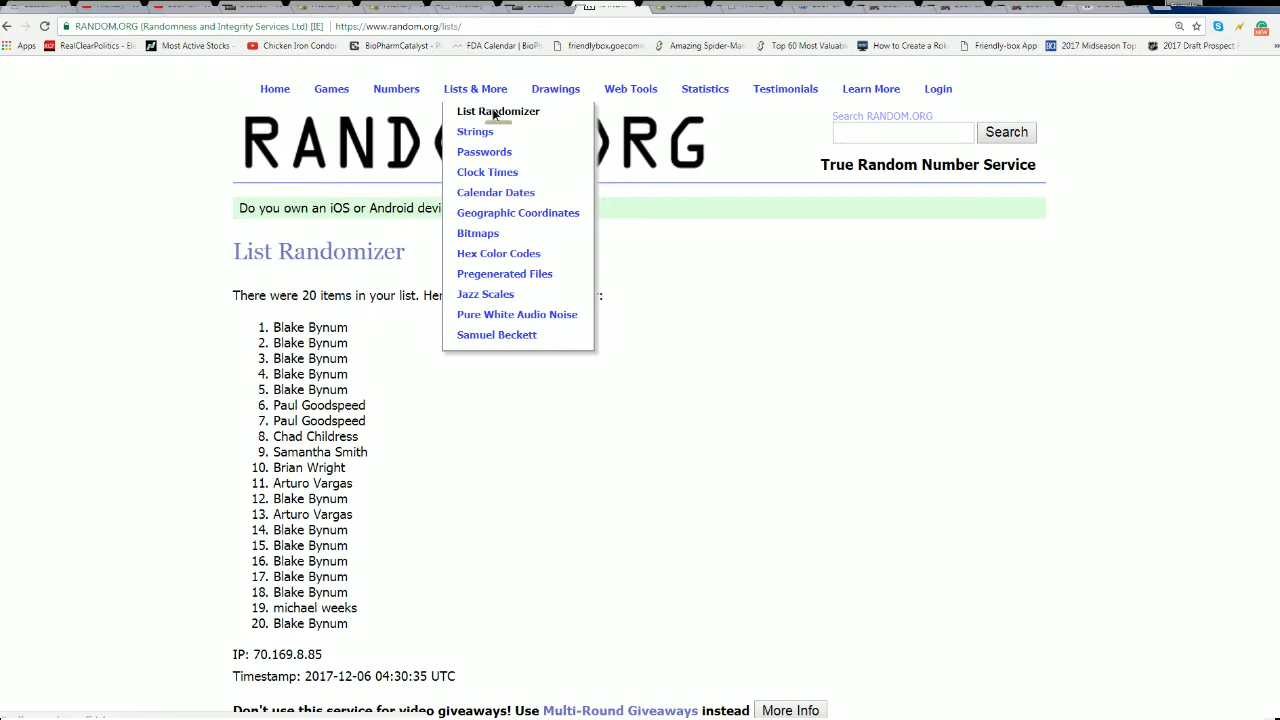 RANDOM.ORG (Randomness and Integrity Services Ltd) [IE] | https://www.random.org/lists/
Apps RealClearPolitics - Ele Most Active Stocks - Chicken Iron Condor BioPharmCatalyst - P FDA Calendar | BioPh friendlybox.goecomm Amazing Spider-Man Top 60 Most Valuable How to Create a Roku Friendly-box App 2017 Midseason Top 2017 Draft Prospect
Home Games Numbers Lists & More Drawings Web Tools Statistics Testimonials Learn More Login
List Randomizer
Strings
Passwords
Clock Times
Calendar Dates
Geographic Coordinates
Bitmaps
Hex Color Codes
Pregenerated Files
Jazz Scales
Pure White Audio Noise
Samuel Beckett
Search RANDOM.ORG
Search
True Random Number Service
RAND RG
Do you own an iOS or Android devi
List Randomizer
There were 20 items in your list. Her :
1. Blake Bynum
2. Blake Bynum
3. Blake Bynum
4. Blake Bynum
5. Blake Bynum
6. Paul Goodspeed
7. Paul Goodspeed
8. Chad Childress
9. Samantha Smith
10. Brian Wright
11. Arturo Vargas
12. Blake Bynum
13. Arturo Vargas
14. Blake Bynum
15. Blake Bynum
16. Blake Bynum
17. Blake Bynum
18. Blake Bynum
19. michael weeks
20. Blake Bynum
IP: 70.169.8.85
Timestamp: 2017-12-06 04:30:35 UTC
Don't use this service for video giveaways! Use Multi-Round Giveaways instead More Info